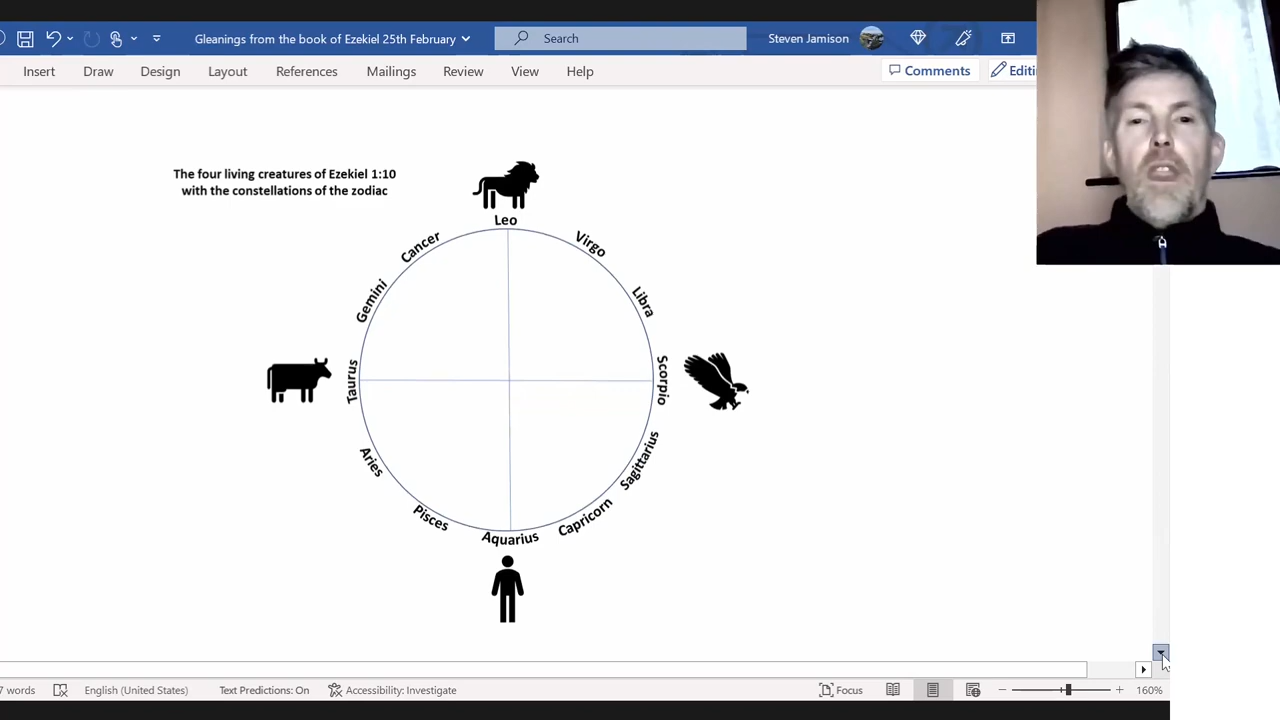 Gleanings from the book of Ezekiel 25th February
Search
Steven Jamison
Insert Draw Design Layout References Mailings Review View Help
Comments
The four living creatures of Ezekiel 1:10
with the constellations of the zodiac
Leo
Virgo
Libra
Scorpio
Sagittarius
Capricorn
Aquarius
Pisces
Aries
Taurus
Gemini
Cancer
words English (United States) Text Predictions: On Accessibility: Investigate Focus 160%